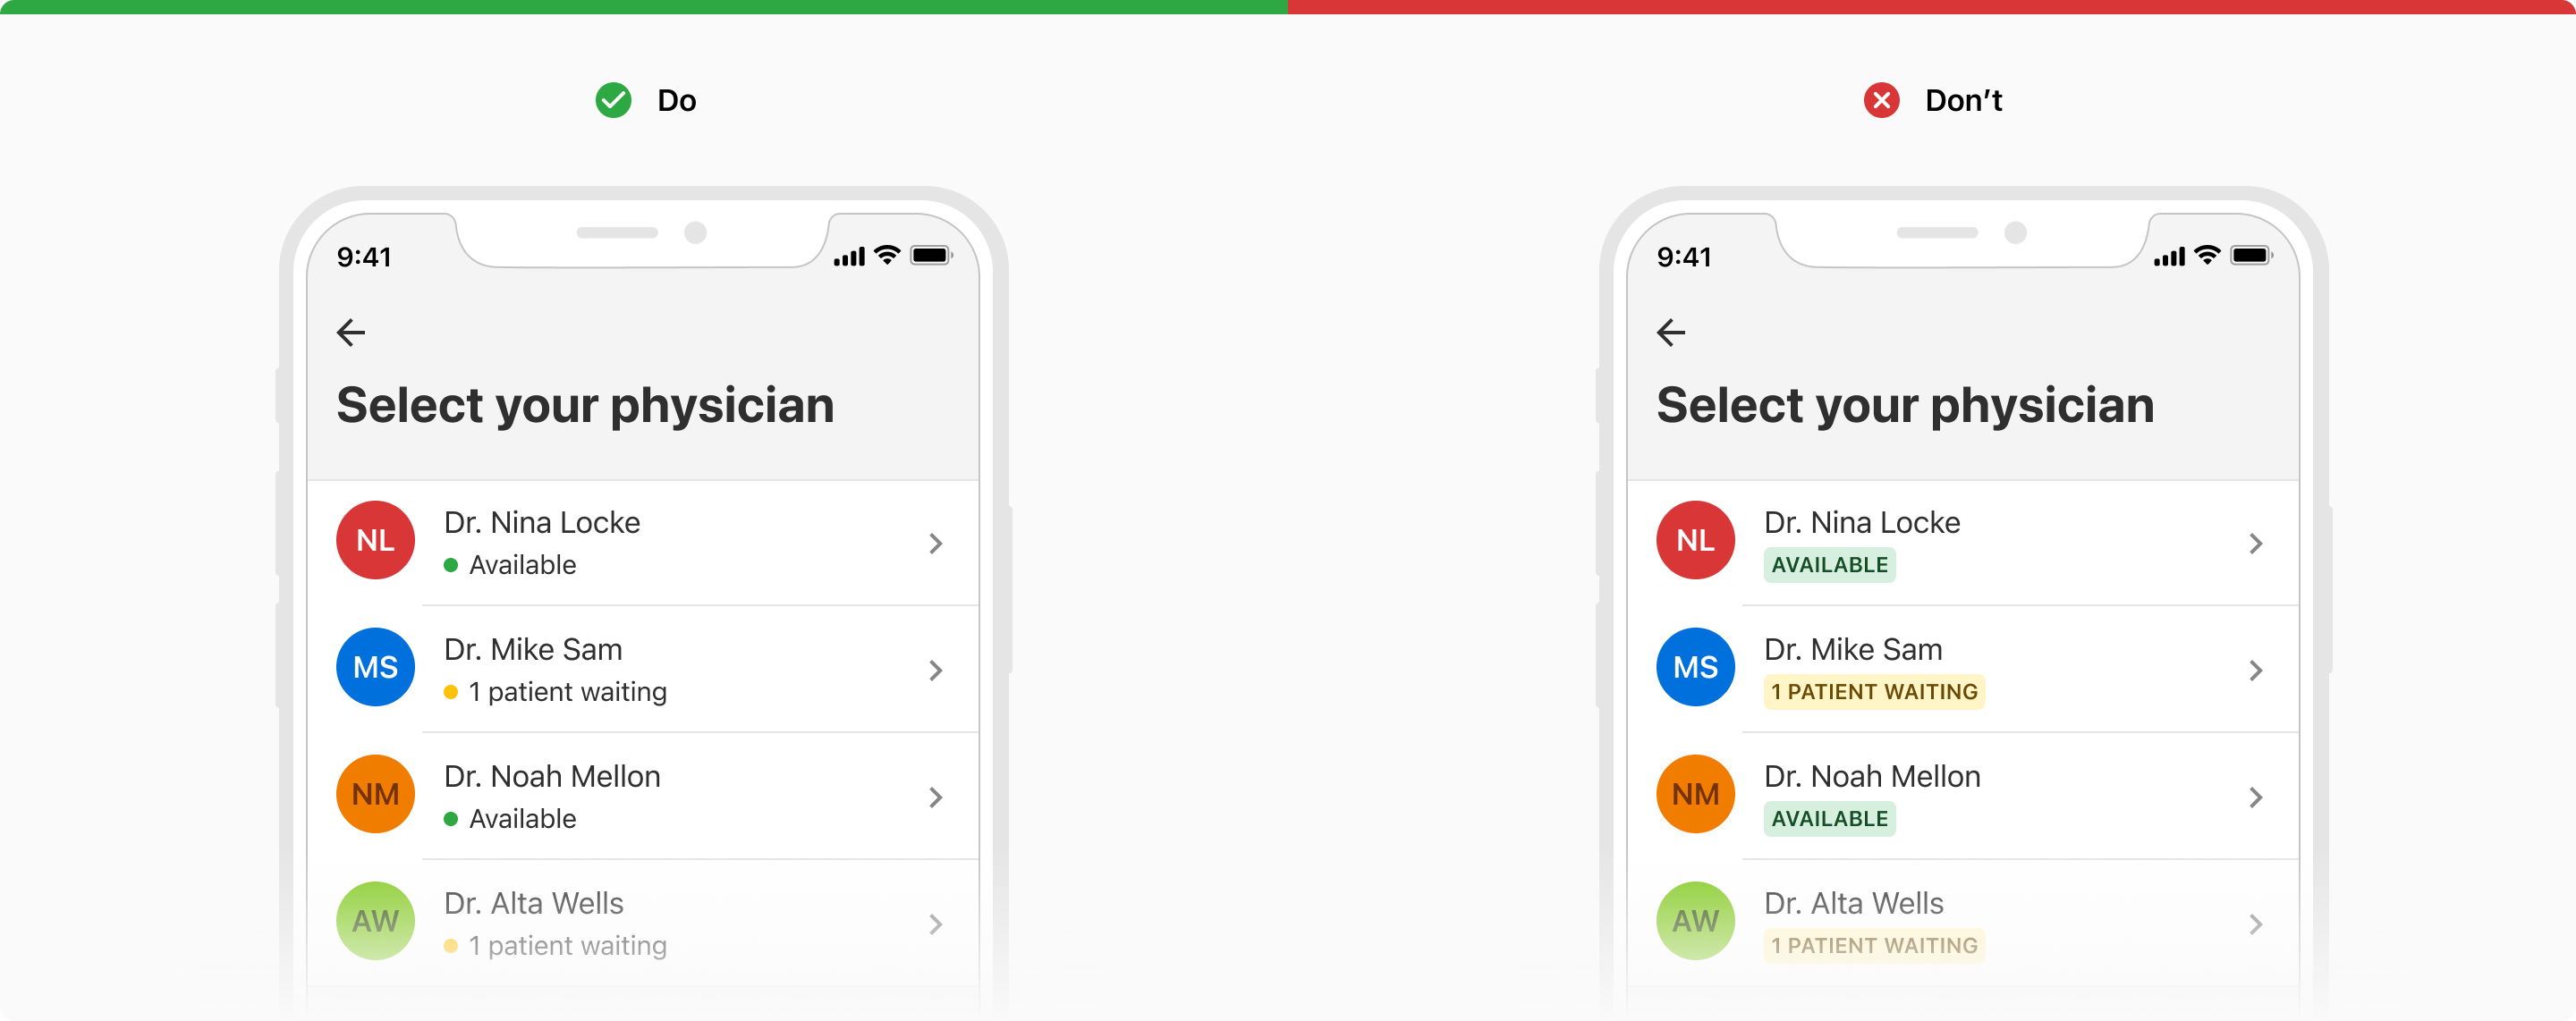 Do
9:41
Select your physician
NL
Dr. Nina Locke
Available
MS
Dr. Mike Sam
1 patient waiting
NM
Dr. Noah Mellon
Available
AW
Dr. Alta Wells
1 patient waiting
Don’t
9:41
Select your physician
NL
Dr. Nina Locke
AVAILABLE
MS
Dr. Mike Sam
1 PATIENT WAITING
NM
Dr. Noah Mellon
AVAILABLE
AW
Dr. Alta Wells
1 PATIENT WAITING